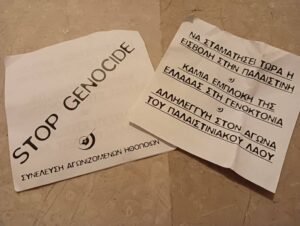 STOP GENOCIDE
ΣΥΝΕΛΕΥΣΗ ΑΓΩΝΙΖΟΜΕΝΩΝ ΗΘΟΠΟΙΩΝ
ΝΑ ΣΤΑΜΑΤΗΣΕΙ ΤΩΡΑ Η
ΕΙΣΒΟΛΗ ΣΤΗΝ ΠΑΛΑΙΣΤΙΝΗ
ΚΑΜΙΑ ΕΜΠΛΟΚΗ ΤΗΣ
ΕΛΛΑΔΑΣ ΣΤΗ ΓΕΝΟΚΤΟΝΙΑ
ΑΛΛΗΛΕΓΓΥΗ ΣΤΟΝ ΑΓΩΝΑ
ΤΟΥ ΠΑΛΑΙΣΤΙΝΙΑΚΟΥ ΛΑΟΥ